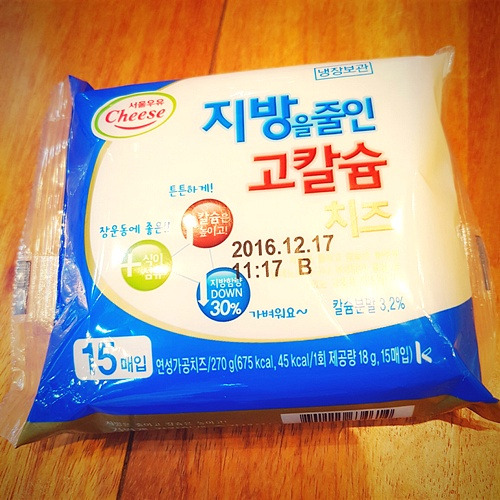 냉장보관
서울우유
Cheese
지방을줄인
고칼슘
치즈
튼튼하게!
칼슘은
높이고!
장운동에 좋은!!
식이
섬유
2016.12.17
11:17 B
지방함량
DOWN
30%
가벼워요~
칼슘분말 3.2%
15매입
연성가공치즈/270 g(675 kcal, 45 kcal/1회 제공량 18 g, 15매입)